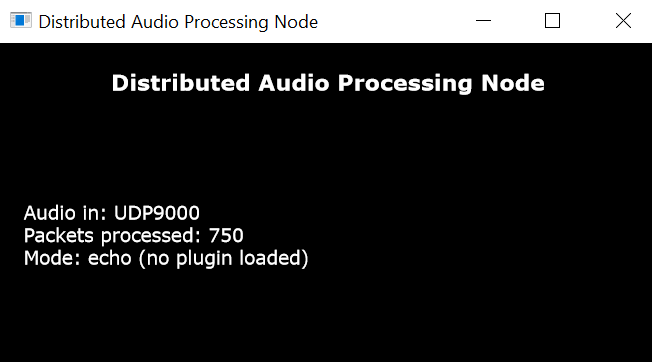 Distributed Audio Processing Node
Distributed Audio Processing Node
Audio in: UDP9000
Packets processed: 750
Mode: echo (no plugin loaded)